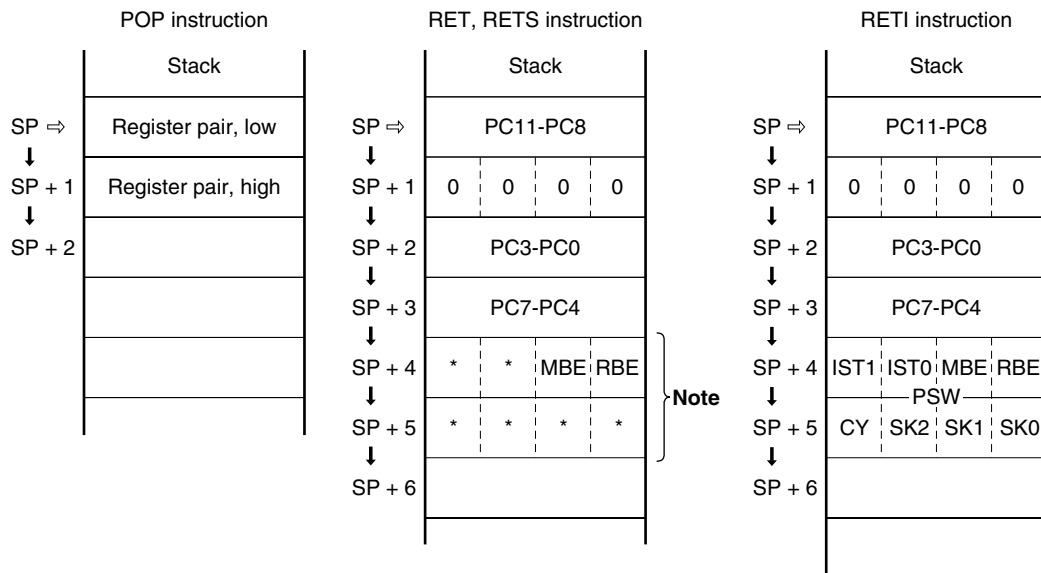 POP instruction
Stack
SP ⇨ Register pair, low
SP + 1 Register pair, high
SP + 2
RET, RETS instruction
Stack
SP ⇨ PC11-PC8
SP + 1 0 0 0 0
SP + 2 PC3-PC0
SP + 3 PC7-PC4
SP + 4 * * MBE RBE
Note
SP + 5 * * * *
SP + 6
RETI instruction
Stack
SP ⇨ PC11-PC8
SP + 1 0 0 0 0
SP + 2 PC3-PC0
SP + 3 PC7-PC4
SP + 4 IST1 IST0 MBE RBE
PSW
SP + 5 CY SK2 SK1 SK0
SP + 6